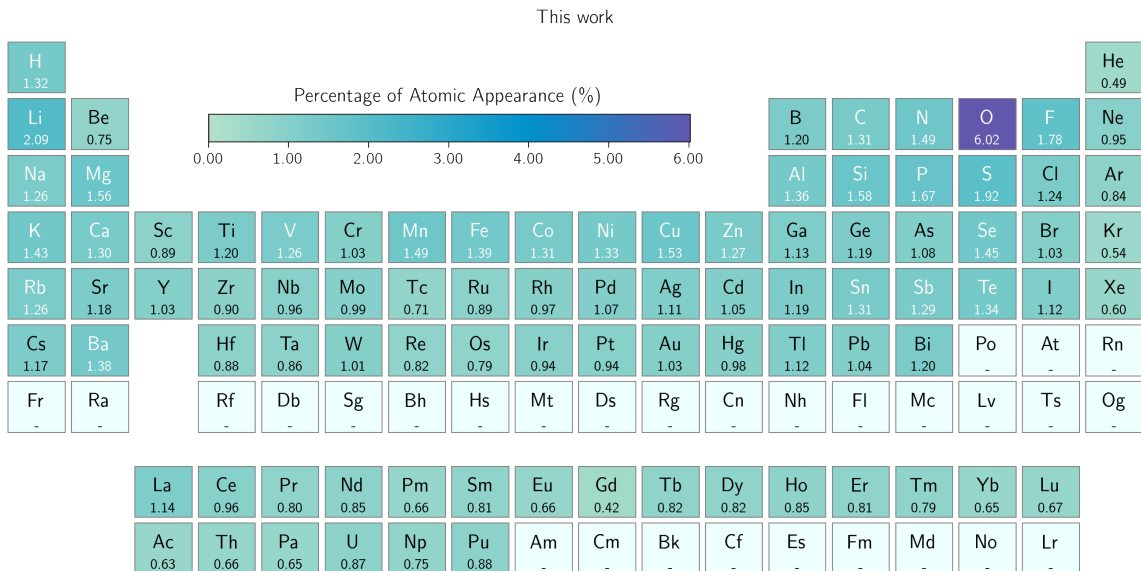 This work
H He
1.32 0.49
Percentage of Atomic Appearance (%)
Li Be B C N O F Ne
2.09 0.75 1.20 1.31 1.49 6.02 1.78 0.95
0.00 1.00 2.00 3.00 4.00 5.00 6.00
Na Mg Al Si P S Cl Ar
1.26 1.56 1.36 1.58 1.67 1.92 1.24 0.84
K Ca Sc Ti V Cr Mn Fe Co Ni Cu Zn Ga Ge As Se Br Kr
1.43 1.30 0.89 1.20 1.26 1.03 1.49 1.39 1.31 1.33 1.53 1.27 1.13 1.19 1.08 1.45 1.03 0.54
Rb Sr Y Zr Nb Mo Tc Ru Rh Pd Ag Cd In Sn Sb Te I Xe
1.26 1.18 1.03 0.90 0.96 0.99 0.71 0.89 0.97 1.07 1.11 1.05 1.19 1.31 1.29 1.34 1.12 0.60
Cs Ba Hf Ta W Re Os Ir Pt Au Hg Tl Pb Bi Po At Rn
1.17 1.38 0.88 0.86 1.01 0.82 0.79 0.94 0.94 1.03 0.98 1.12 1.04 1.20 - - -
Fr Ra Rf Db Sg Bh Hs Mt Ds Rg Cn Nh Fl Mc Lv Ts Og
- - - - - - - - - - - - - - - - -
La Ce Pr Nd Pm Sm Eu Gd Tb Dy Ho Er Tm Yb Lu
1.14 0.96 0.80 0.85 0.66 0.81 0.66 0.42 0.82 0.82 0.85 0.81 0.79 0.65 0.67
Ac Th Pa U Np Pu Am Cm Bk Cf Es Fm Md No Lr
0.63 0.66 0.65 0.87 0.75 0.88 - - - - - - - - -